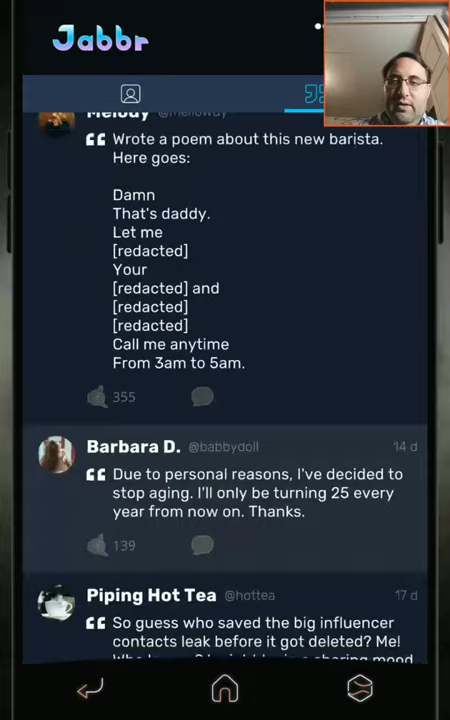 Jabbr
Melody @mellowdy
Wrote a poem about this new barista.
Here goes:
Damn
That's daddy.
Let me
[redacted]
Your
[redacted] and
[redacted]
[redacted]
Call me anytime
From 3am to 5am.
355
Barbara D. @babbydoll 14 d
Due to personal reasons, I've decided to
stop aging. I'll only be turning 25 every
year from now on. Thanks.
139
Piping Hot Tea @hottea 17 d
So guess who saved the big influencer
contacts leak before it got deleted? Me!